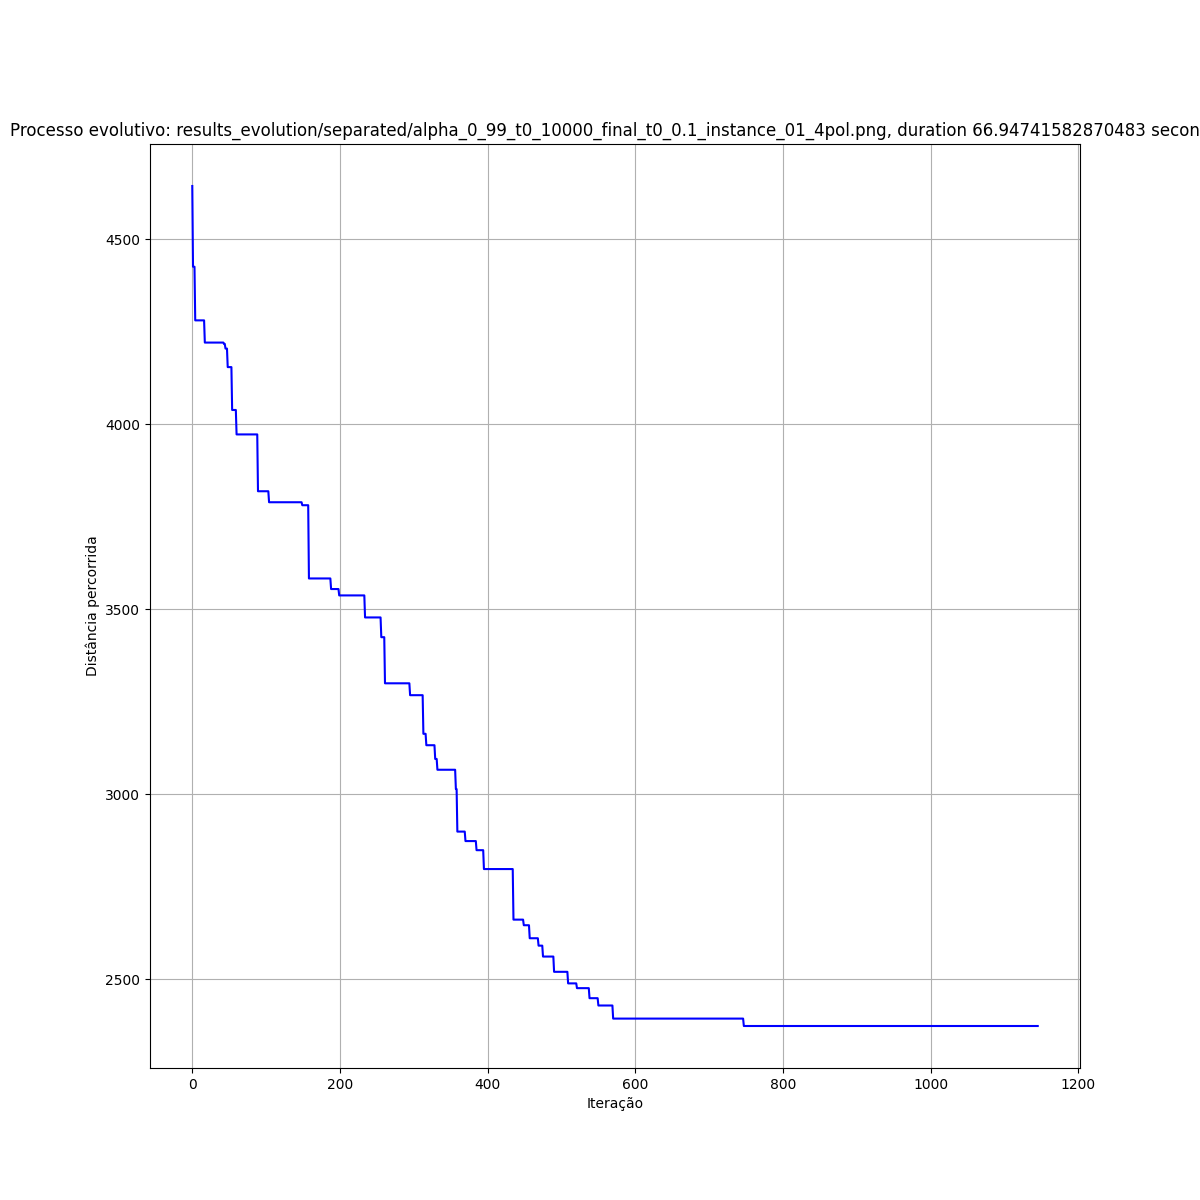 Processo evolutivo: results_evolution/separated/alpha_0_99_t0_10000_final_t0_0.1_instance_01_4pol.png, duration 66.94741582870483 secon
4500
4000
3500
3000
2500
Distância percorrida
0 200 400 600 800 1000 1200
Iteração